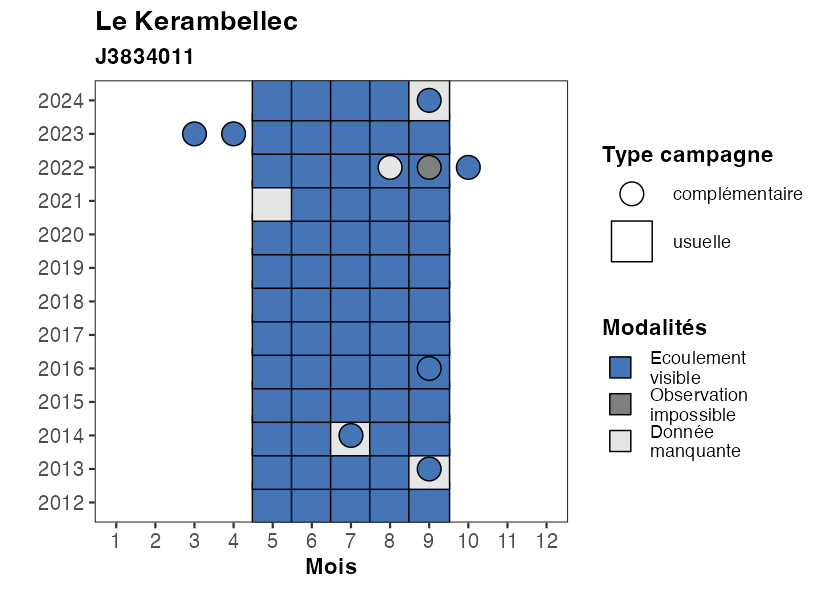 Le Kerambellec
J3834011
2024
2023
2022
2021
2020
2019
2018
2017
2016
2015
2014
2013
2012
1 2 3 4 5 6 7 8 9 10 11 12
Mois
Type campagne
complémentaire
usuelle
Modalités
Ecoulement
visible
Observation
impossible
Donnée
manquante